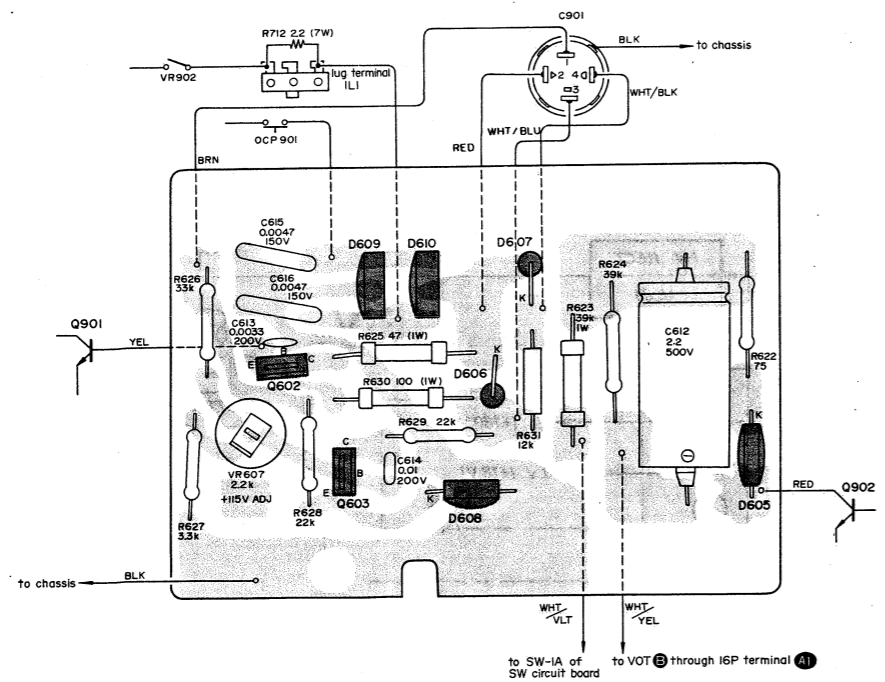 C901
R712 2.2 (7W)
BLK
to chassis
VR902
lug terminal
1L1
1
2 4
3
WHT/BLK
OCP901
WHT/BLU
RED
BRN
C615
0.0047
150V
D609
D610
D607
R626
33k
C616
0.0047
150V
K
R624
39k
R623
39k
1W
C612
2.2
500V
Q901
YEL
C613
0.0033
200V
B
E
C
Q602
R625 47 (1W)
K
D606
R622
75
R630 100 (1W)
R629 22k
R631
12k
K
VR607
2.2k
+115V ADJ
C
B
E
Q603
C614
0.01
200V
K
D608
R627
3.3k
R628
22k
RED
D605
Q902
to chassis
BLK
WHT/VLT
WHT/YEL
to SW-1A of
SW circuit board
to VOT B through 16P terminal A1